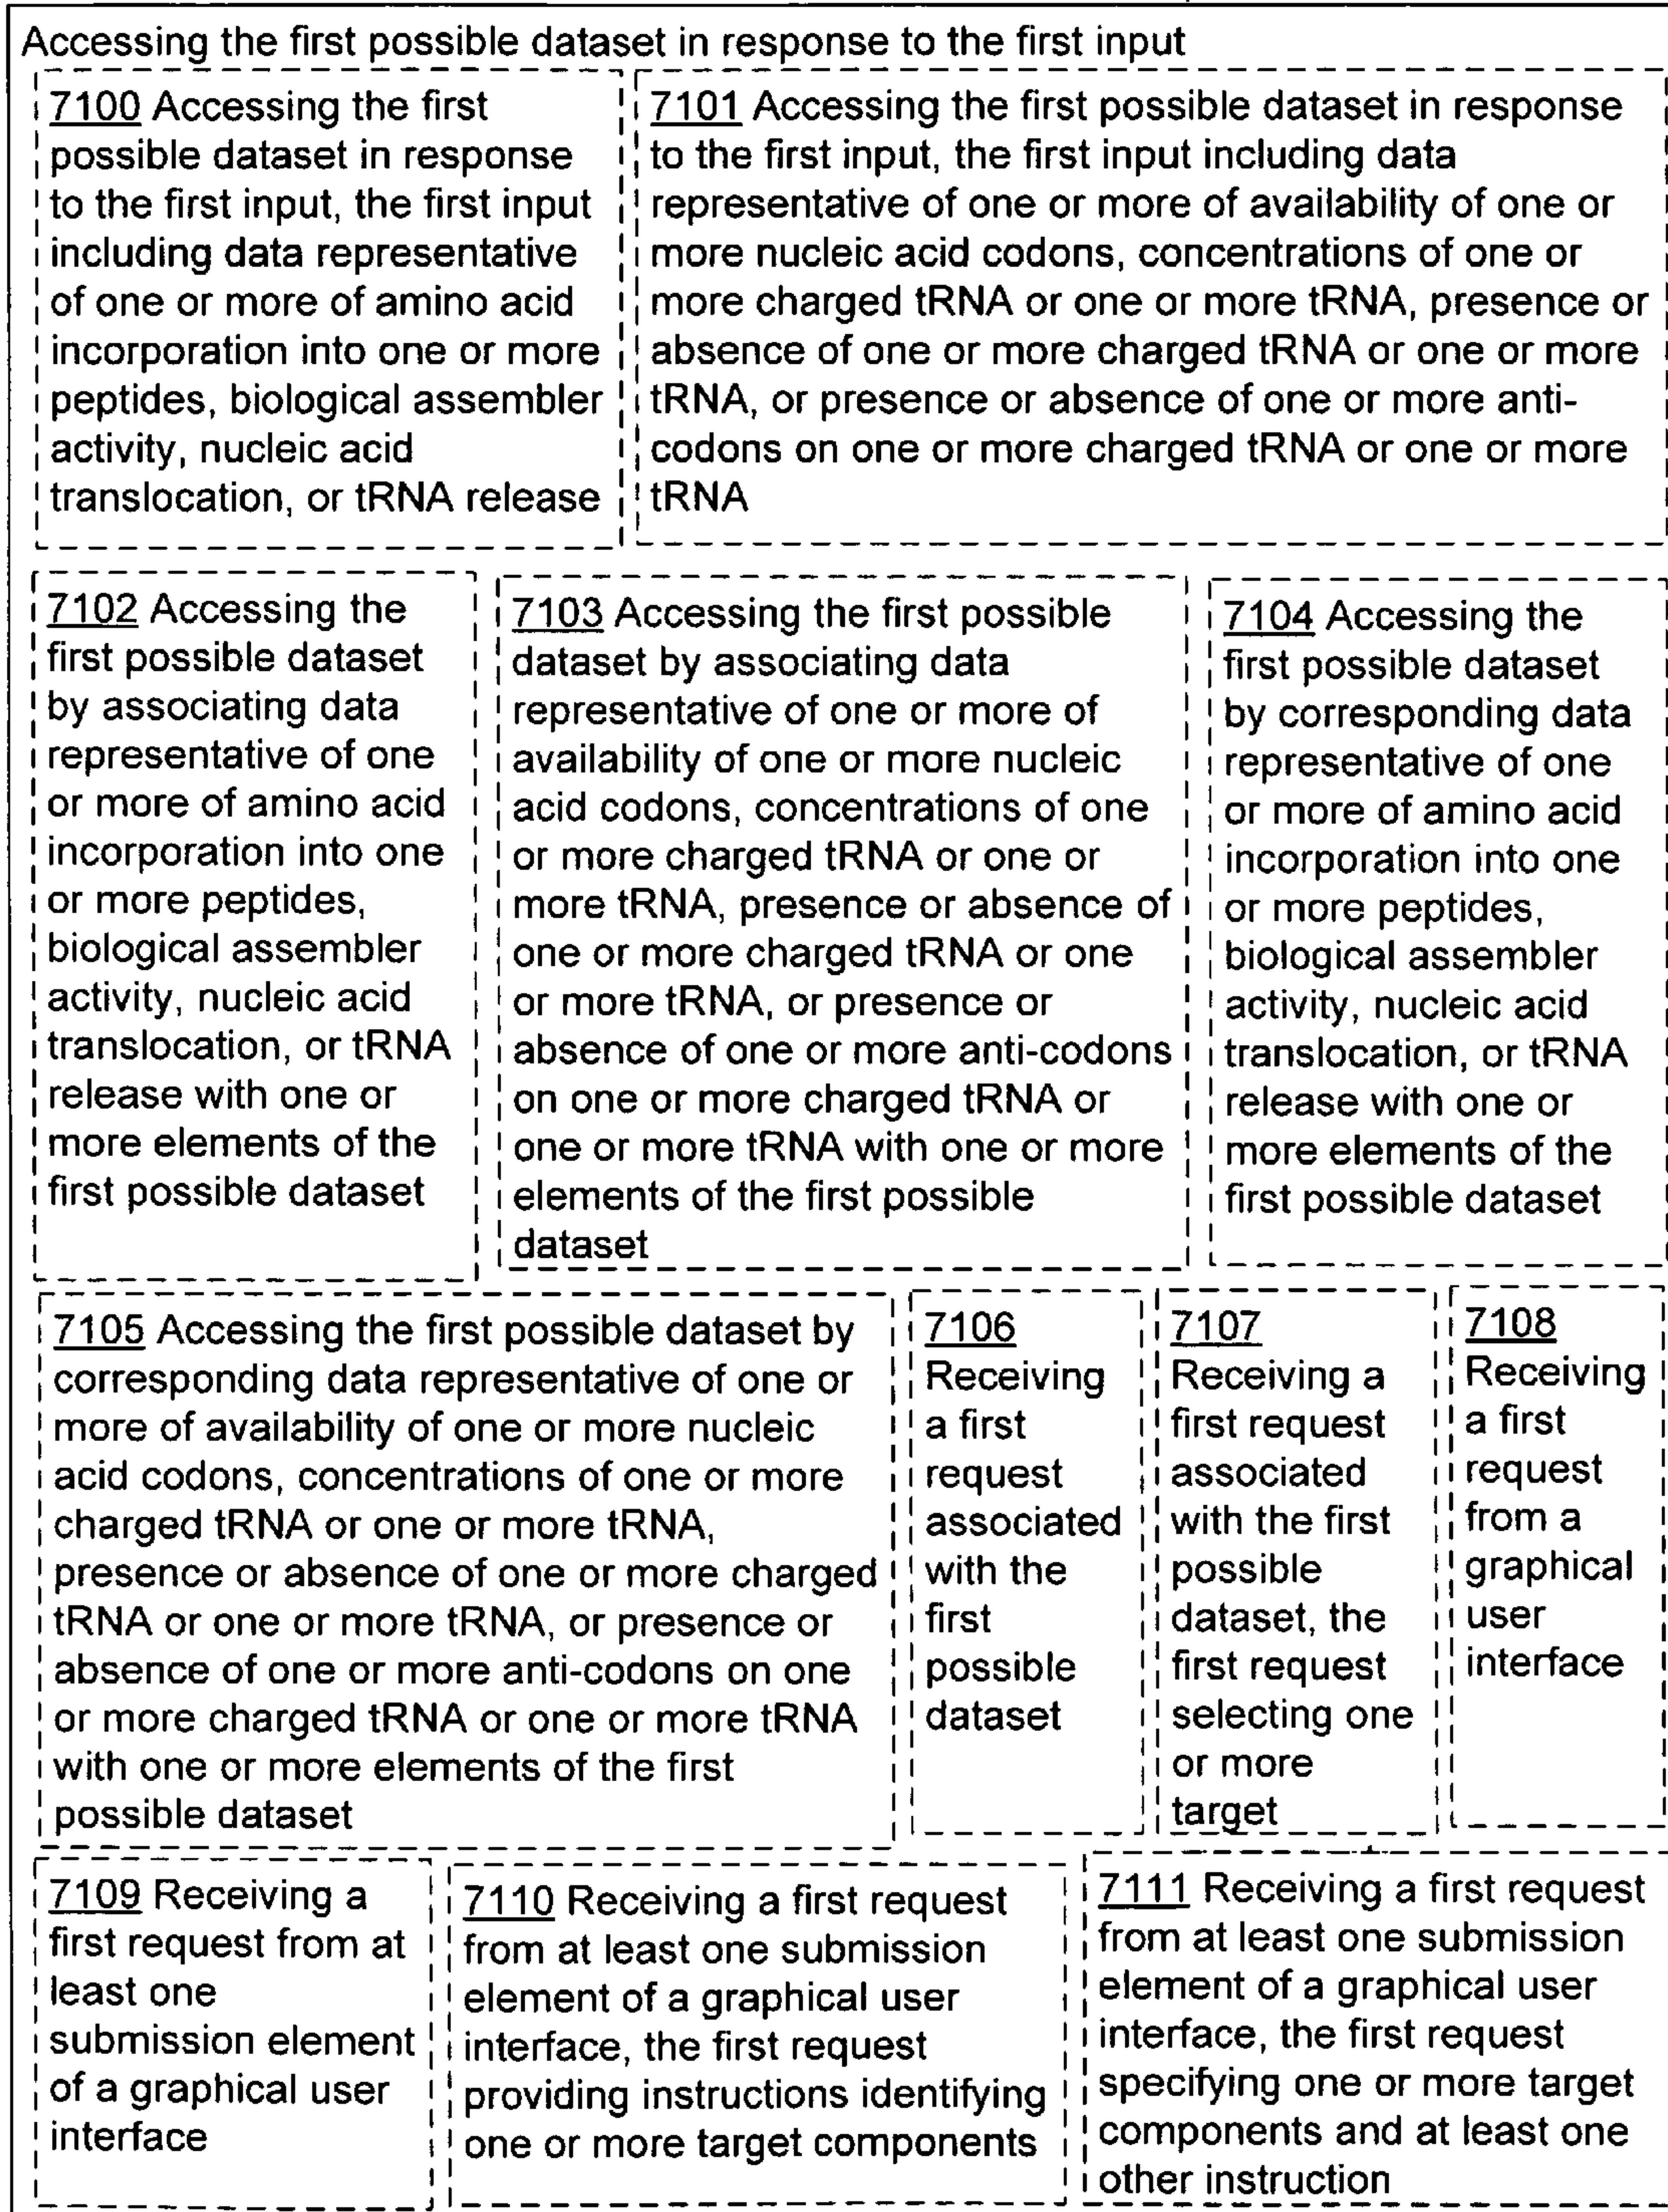 Accessing the first possible dataset in response to the first input
7100 Accessing the first
possible dataset in response
to the first input, the first input
including data representative
of one or more of amino acid
incorporation into one or more
peptides, biological assembler
activity, nucleic acid
translocation, or tRNA release
7101 Accessing the first possible dataset in response
to the first input, the first input including data
representative of one or more of availability of one or
more nucleic acid codons, concentrations of one or
more charged tRNA or one or more tRNA, presence or
absence of one or more charged tRNA or one or more
tRNA, or presence or absence of one or more anti-
codons on one or more charged tRNA or one or more
tRNA
7102 Accessing the
first possible dataset
by associating data
representative of one
or more of amino acid
incorporation into one
or more peptides,
biological assembler
activity, nucleic acid
translocation, or tRNA
release with one or
more elements of the
first possible dataset
7103 Accessing the first possible
dataset by associating data
representative of one or more of
availability of one or more nucleic
acid codons, concentrations of one
or more charged tRNA or one or
more tRNA, presence or absence of
one or more charged tRNA or one
or more tRNA, or presence or
absence of one or more anti-codons
on one or more charged tRNA or
one or more tRNA with one or more
elements of the first possible
dataset
7104 Accessing the
first possible dataset
by corresponding data
representative of one
or more of amino acid
incorporation into one
or more peptides,
biological assembler
activity, nucleic acid
translocation, or tRNA
release with one or
more elements of the
first possible dataset
7105 Accessing the first possible dataset by
corresponding data representative of one or
more of availability of one or more nucleic
acid codons, concentrations of one or more
charged tRNA or one or more tRNA,
presence or absence of one or more charged
tRNA or one or more tRNA, or presence or
absence of one or more anti-codons on one
or more charged tRNA or one or more tRNA
with one or more elements of the first
possible dataset
7106
Receiving
a first
request
associated
with the
first
possible
dataset
7107
Receiving a
first request
associated
with the first
possible
dataset, the
first request
selecting one
or more
target
7108
Receiving
a first
request
from a
graphical
user
interface
7109 Receiving a
first request from at
least one
submission element
of a graphical user
interface
7110 Receiving a first request
from at least one submission
element of a graphical user
interface, the first request
providing instructions identifying
one or more target components
7111 Receiving a first request
from at least one submission
element of a graphical user
interface, the first request
specifying one or more target
components and at least one
other instruction